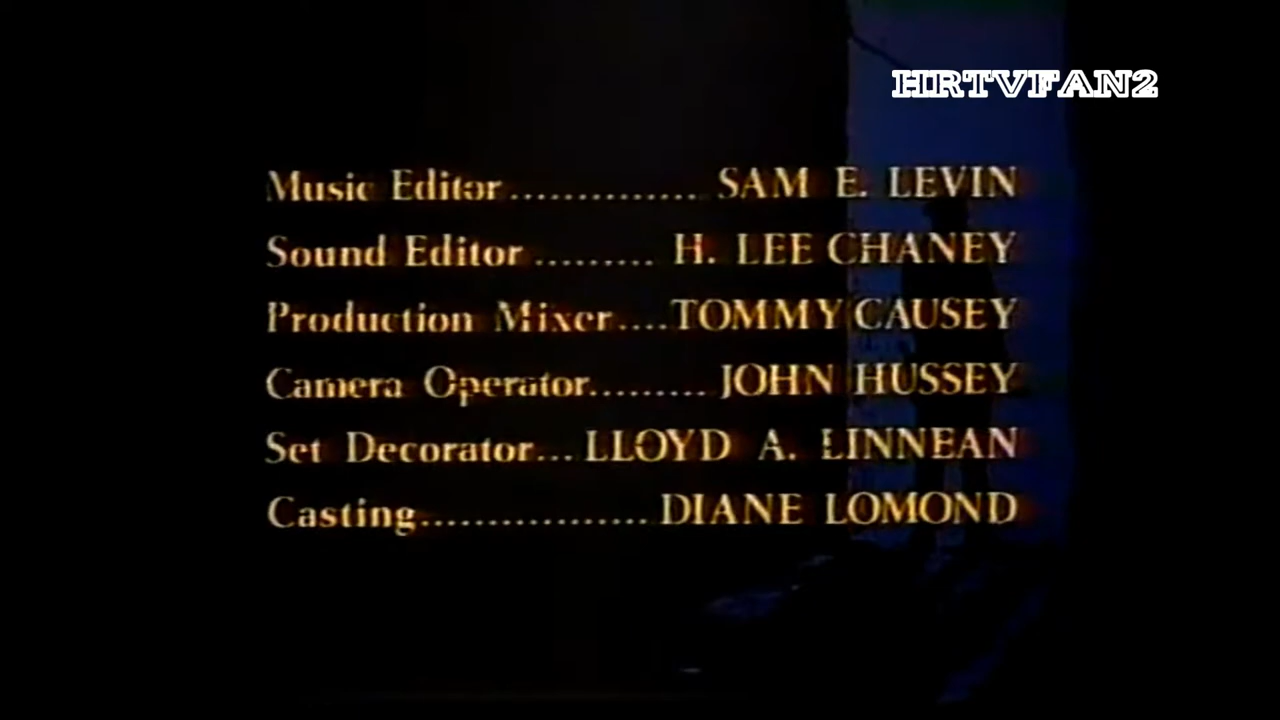 HRTVFAN2
Music Editor.............. SAM E. LEVIN
Sound Editor ......... H. LEE CHANEY
Production Mixer....TOMMY CAUSEY
Camera Operator......... JOHN HUSSEY
Set Decorator...LLOYD A. LINNEAN
Casting.................DIANE LOMOND